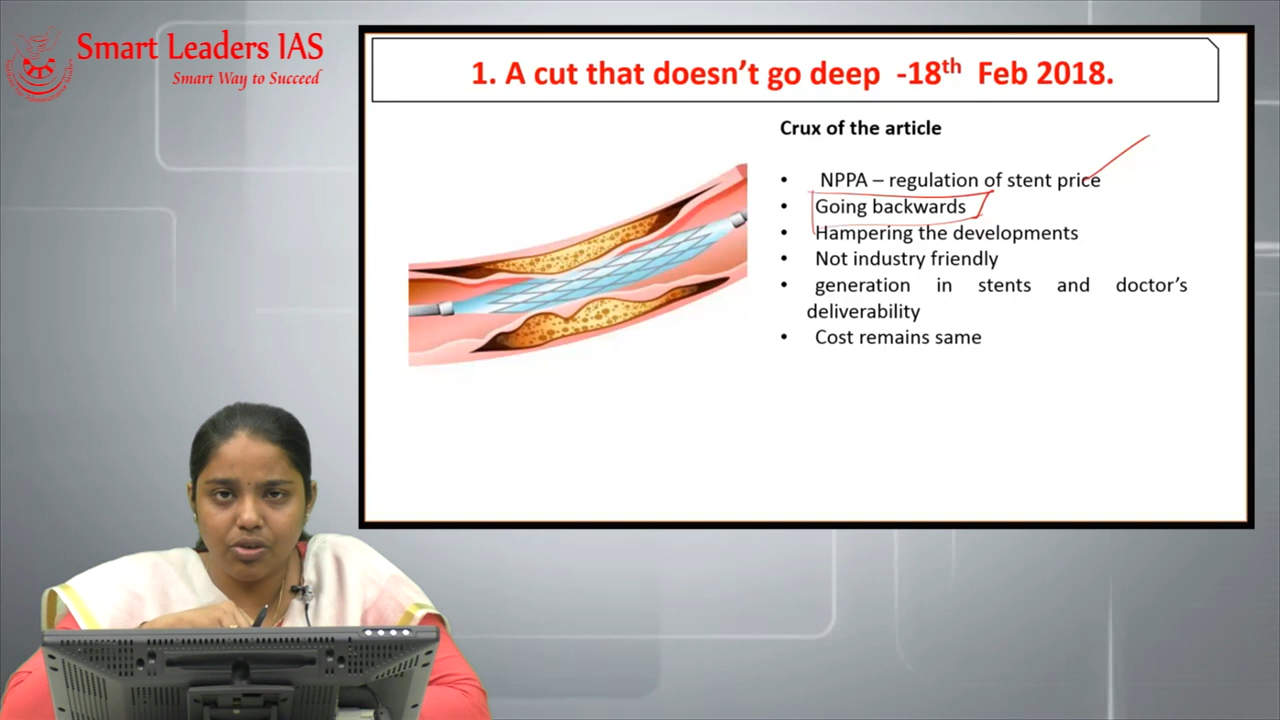 Smart Leaders IAS
Smart Way to Succeed
1. A cut that doesn't go deep -18th Feb 2018.
Crux of the article
• NPPA – regulation of stent price
• Going backwards
• Hampering the developments
• Not industry friendly
• generation in stents and doctor's
deliverability
• Cost remains same